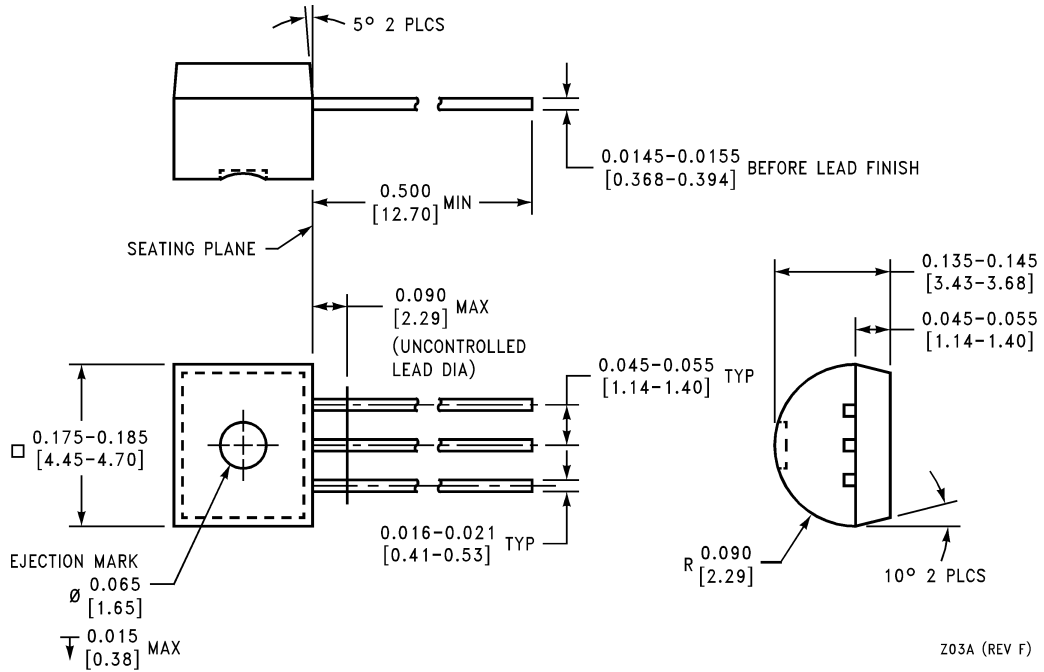 5° 2 PLCS
0.0145–0.0155
[0.368–0.394]
BEFORE LEAD FINISH
0.500
[12.70]
MIN
SEATING PLANE
0.090
[2.29]
MAX
(UNCONTROLLED
LEAD DIA)
0.045–0.055
[1.14–1.40]
TYP
0.135–0.145
[3.43–3.68]
0.045–0.055
[1.14–1.40]
0.175–0.185
[4.45–4.70]
0.016–0.021
[0.41–0.53]
TYP
EJECTION MARK
Ø 0.065
[1.65]
0.015
[0.38]
MAX
R 0.090
[2.29]
10° 2 PLCS
Z03A (REV F)